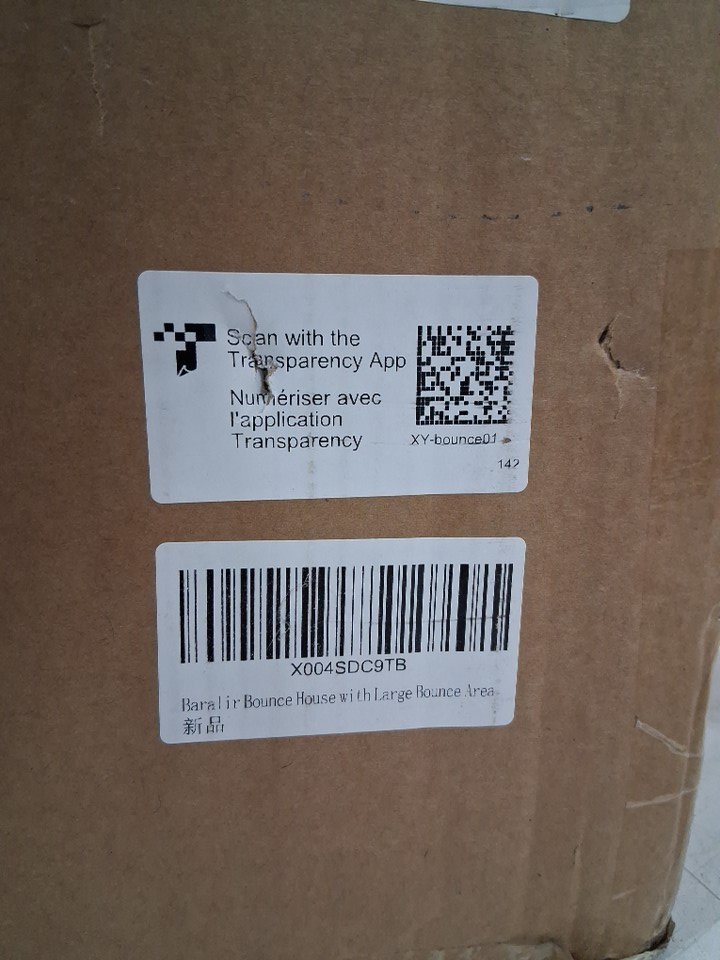 Scan with the
Transparency App
Numériser avec
l'application
Transparency
XY-bounce01
142
X004SDC9TB
Baralir Bounce House with Large Bounce Area
新品